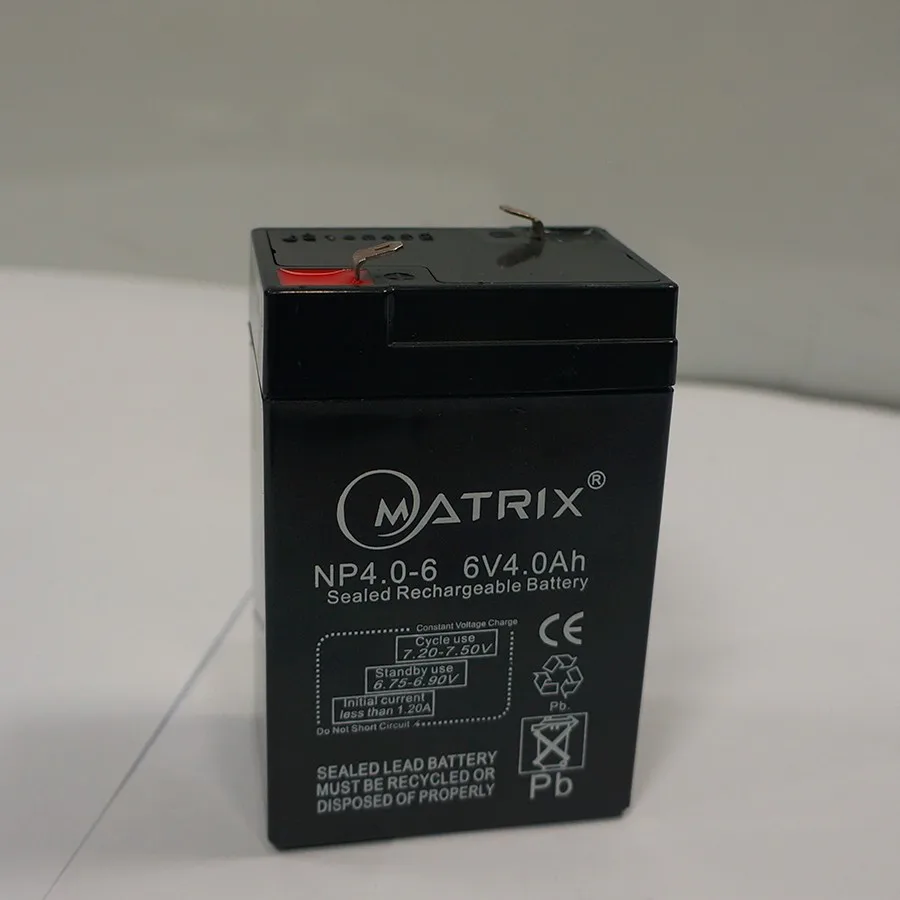 MATRIX®
NP4.0-6 6V4.0Ah
Sealed Rechargeable Battery
Constant Voltage Charge
Cycle use
7.20-7.50V
Standby use
6.75-6.90V
Initial current
less than 1.20A
Do Not Short Circuit
CE
Pb.
Pb
SEALED LEAD BATTERY
MUST BE RECYCLED OR
DISPOSED OF PROPERLY